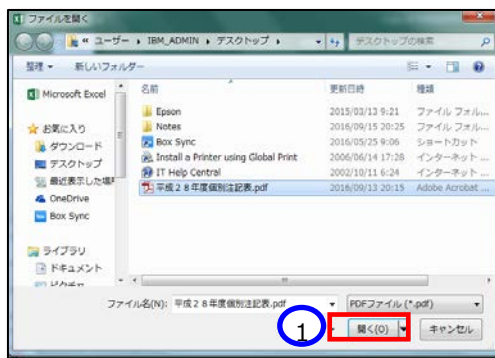 ファイルを開く
« ユーザー ▸ IBM_ADMIN ▸ デスクトップ ▸
デスクトップの検索
整理 ▾ 新しいフォルダー
Microsoft Excel
お気に入り
ダウンロード
デスクトップ
最近表示した場所
OneDrive
Box Sync
ライブラリ
ドキュメント
ピクチャ
名前 更新日時 種類
Epson 2015/03/13 9:21 ファイル フォル...
Notes 2016/09/15 20:25 ファイル フォル...
Box Sync 2016/05/25 9:06 ショートカット
Install a Printer using Global Print 2006/06/14 17:28 インターネット ...
IT Help Central 2002/10/11 6:24 インターネット ...
平成２８年度個別注記表.pdf 2016/09/13 20:15 Adobe Acrobat ...
ファイル名(N): 平成２８年度個別注記表.pdf PDFファイル (*.pdf)
1 開く(O) キャンセル